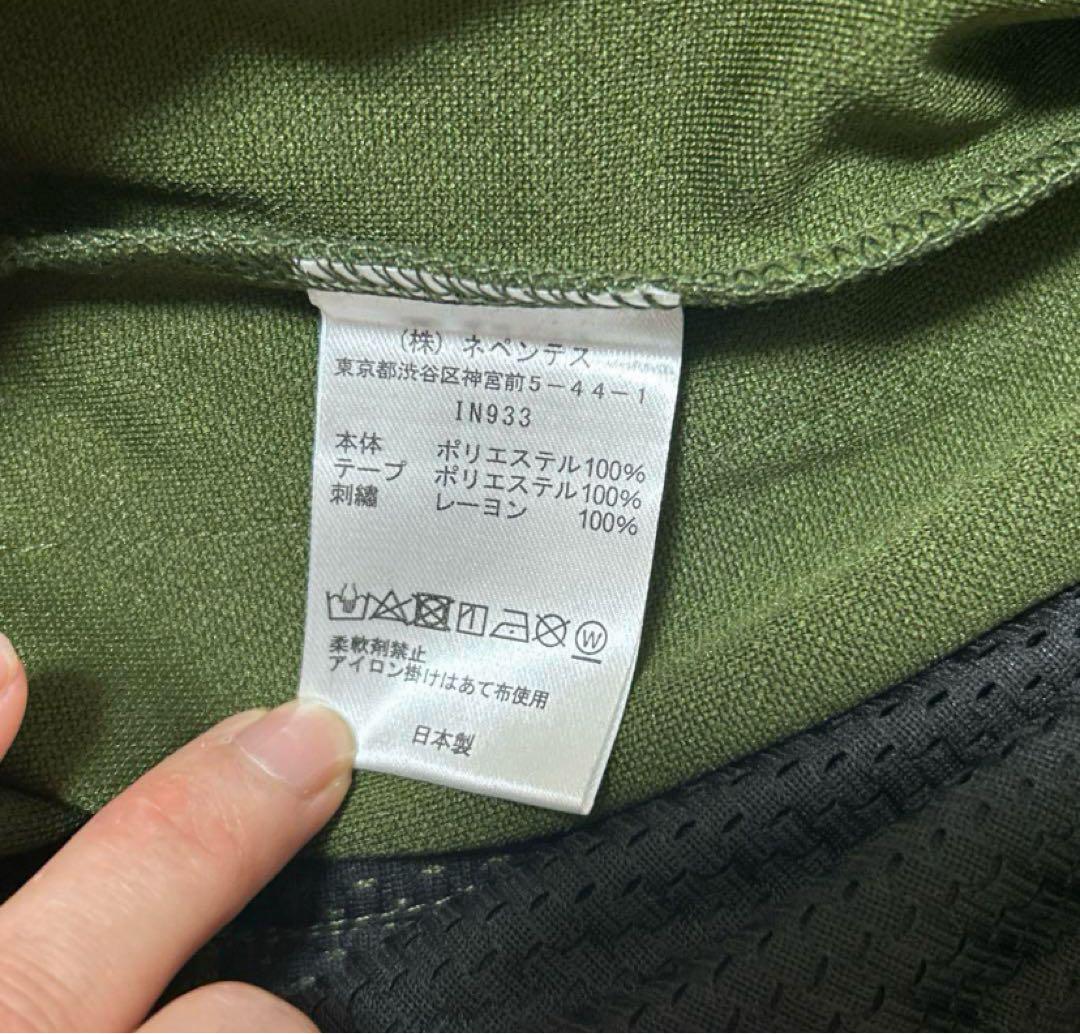 （株）ネペンテス
東京都渋谷区神宮前５－４４－１
IN933
本体 ポリエステル100%
テープ ポリエステル100%
刺繡 レーヨン 100%
W
柔軟剤禁止
アイロン掛けはあて布使用
日本製